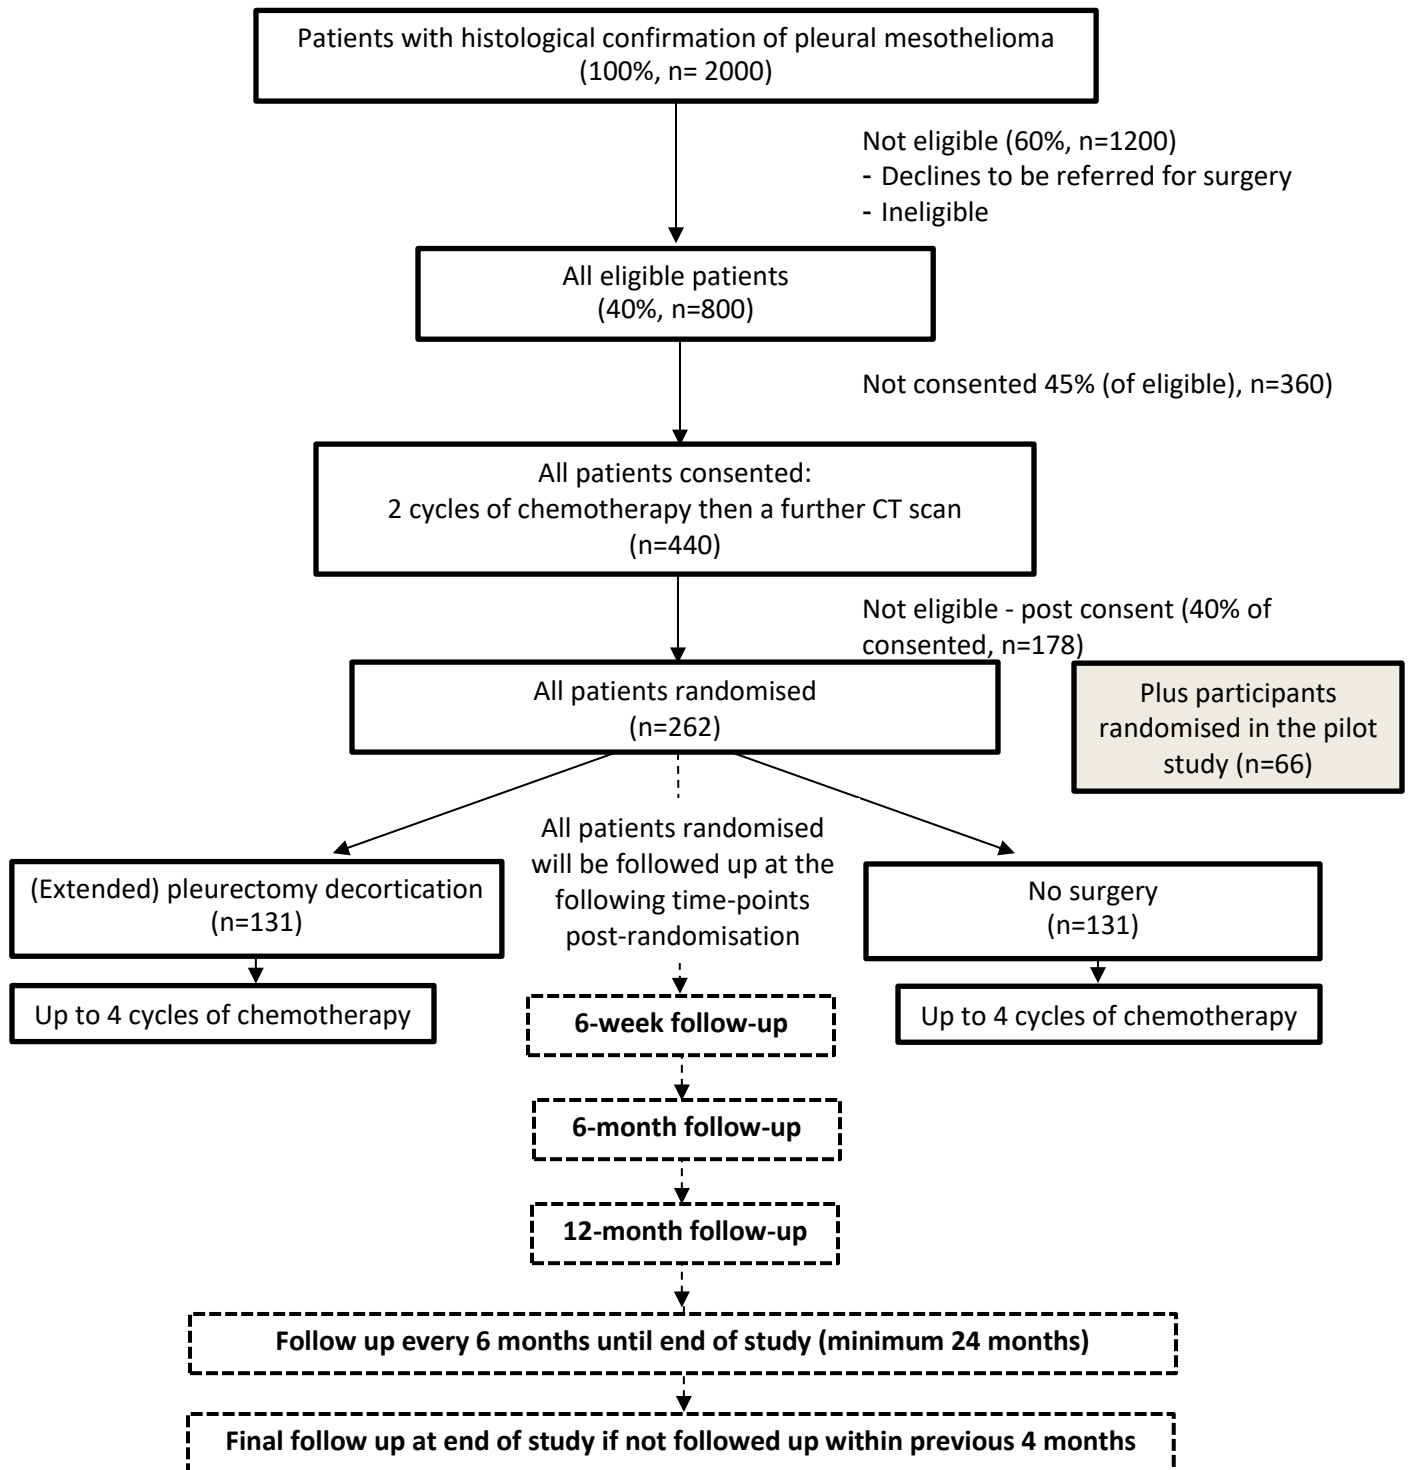 Patients with histological confirmation of pleural mesothelioma
(100%, n= 2000)
Not eligible (60%, n=1200)
- Declines to be referred for surgery
- Ineligible
All eligible patients
(40%, n=800)
Not consented 45% (of eligible), n=360)
All patients consented:
2 cycles of chemotherapy then a further CT scan
(n=440)
Not eligible - post consent (40% of
consented, n=178)
All patients randomised
(n=262)
Plus participants
randomised in the pilot
study (n=66)
(Extended) pleurectomy decortication
(n=131)
Up to 4 cycles of chemotherapy
All patients randomised
will be followed up at the
following time-points
post-randomisation
No surgery
(n=131)
Up to 4 cycles of chemotherapy
6-week follow-up
6-month follow-up
12-month follow-up
Follow up every 6 months until end of study (minimum 24 months)
Final follow up at end of study if not followed up within previous 4 months